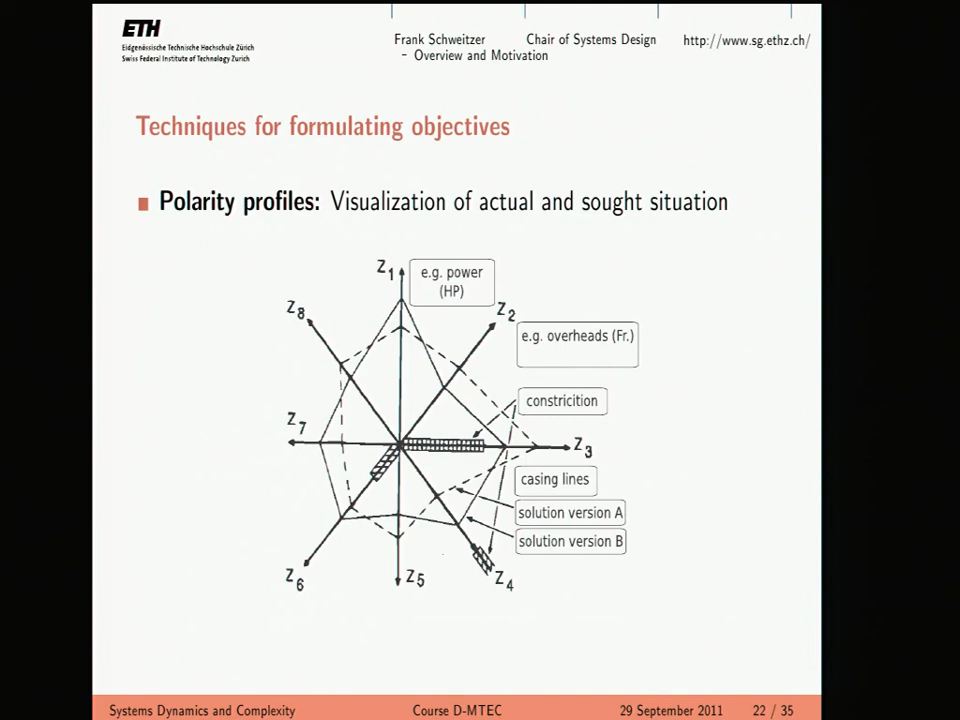 ETH
Eidgenössische Technische Hochschule Zürich
Swiss Federal Institute of Technology Zurich
Frank Schweitzer Chair of Systems Design http://www.sg.ethz.ch/
– Overview and Motivation
Techniques for formulating objectives
Polarity profiles: Visualization of actual and sought situation
Z1
e.g. power
(HP)
Z2
e.g. overheads (Fr.)
Z8
constricition
Z7
Z3
casing lines
solution version A
solution version B
Z6
Z5
Z4
Systems Dynamics and Complexity Course D-MTEC 29 September 2011 22 / 35